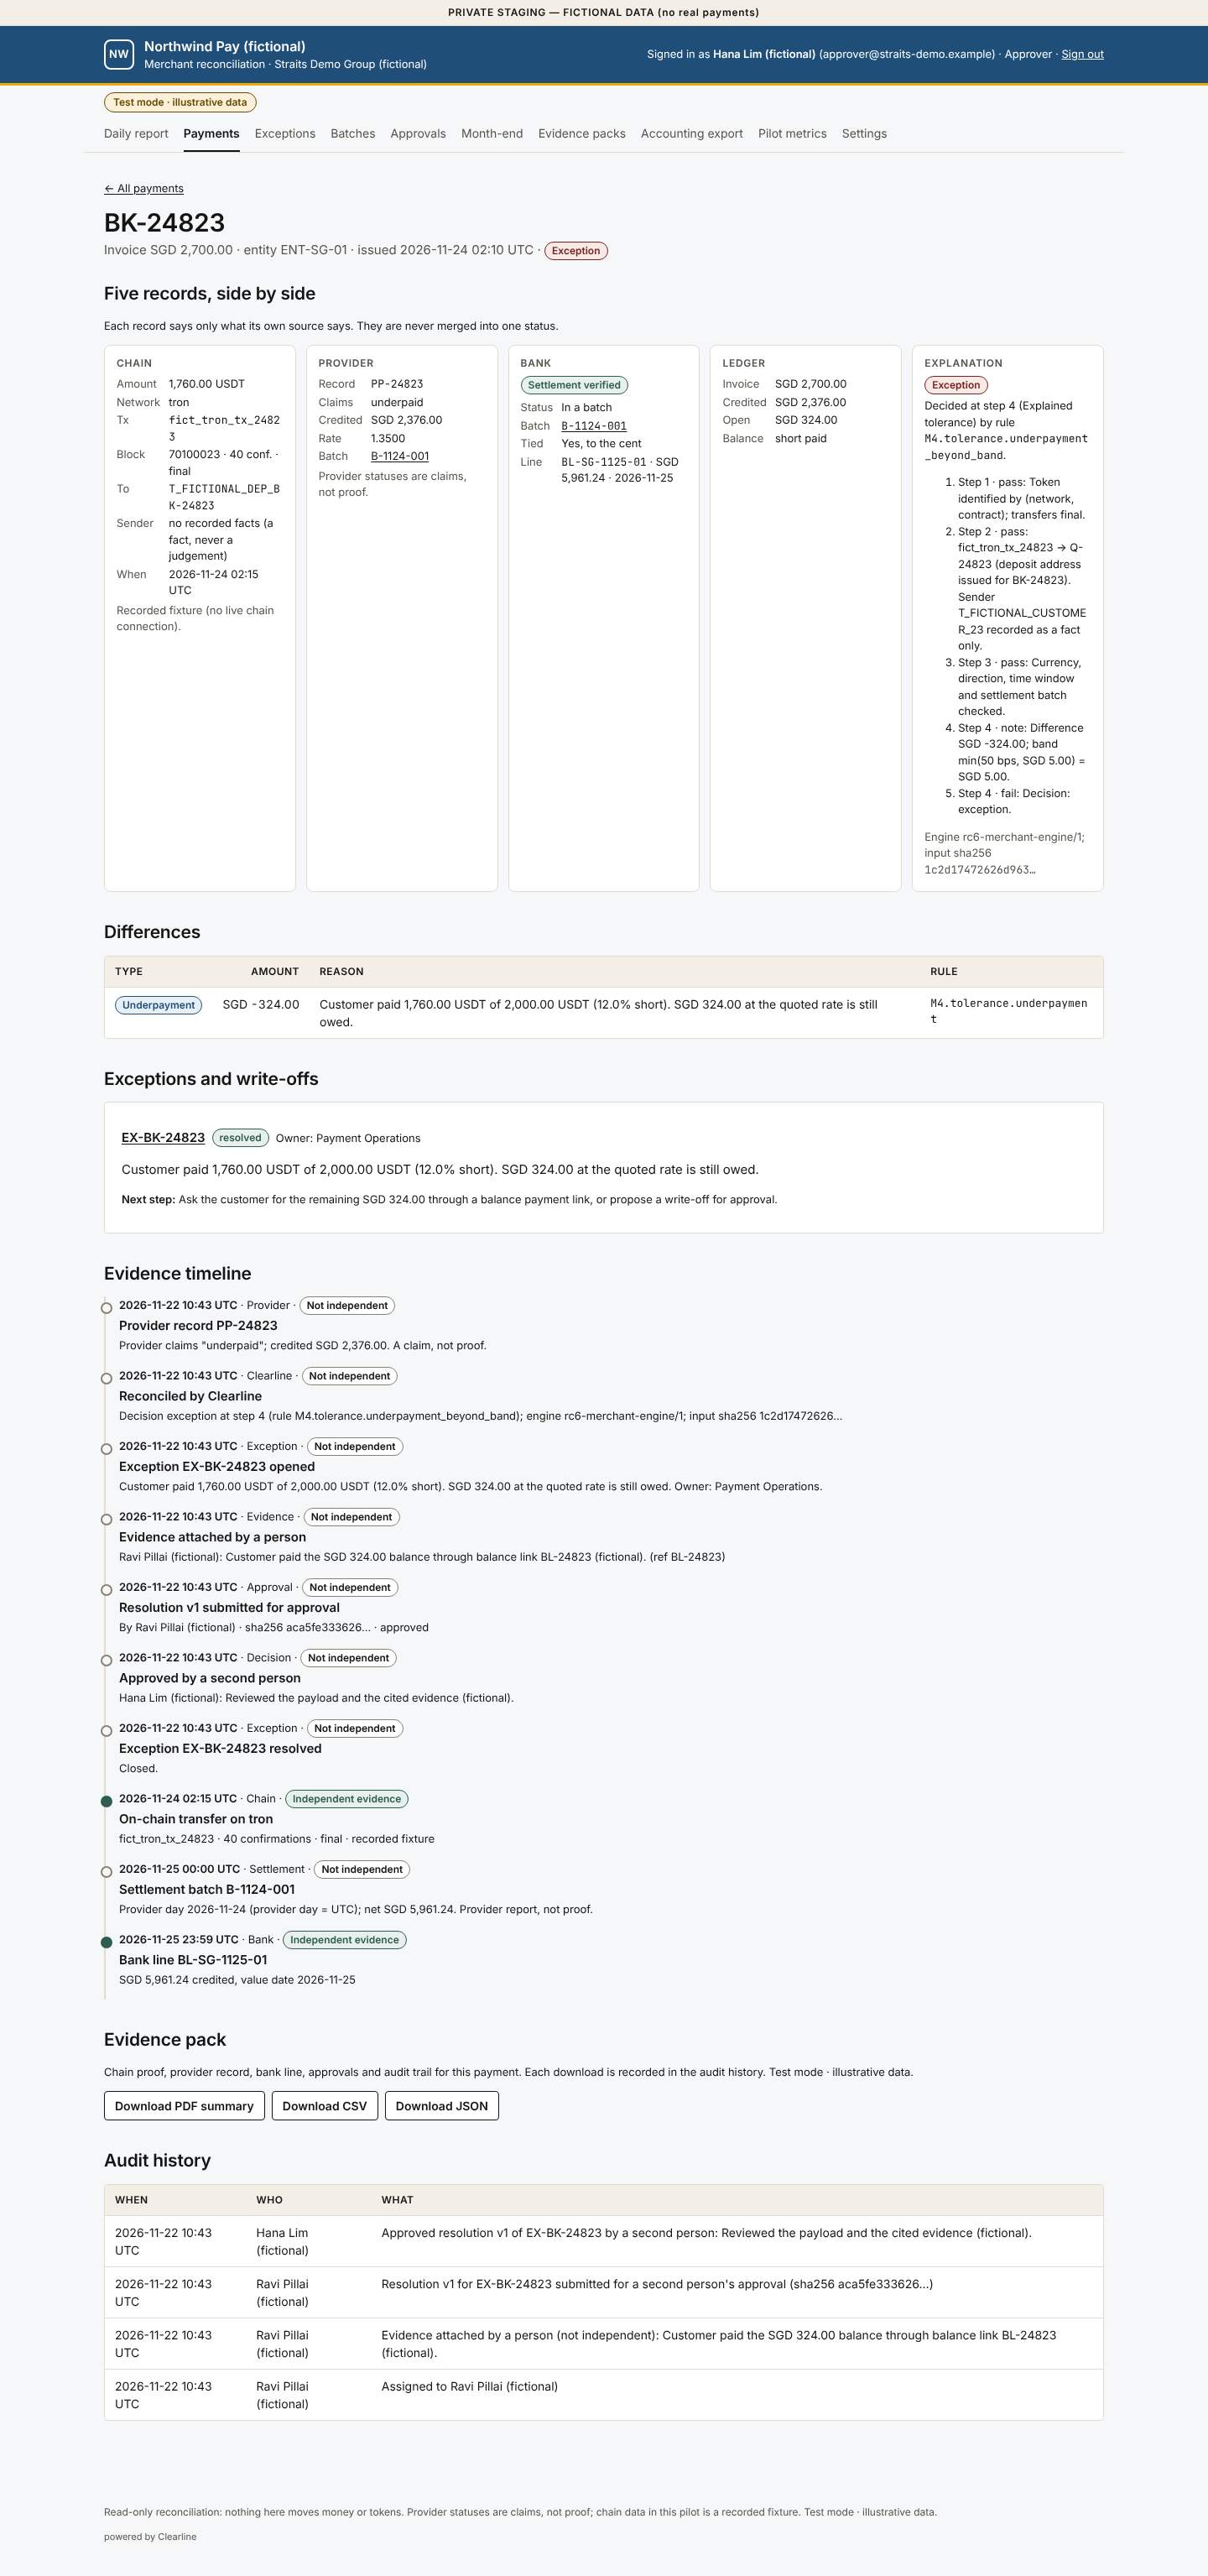 PRIVATE STAGING — FICTIONAL DATA (no real payments)
NW
Northwind Pay (fictional)
Merchant reconciliation · Straits Demo Group (fictional)
Signed in as Hana Lim (fictional) (approver@straits-demo.example) · Approver · Sign out
Test mode · illustrative data
Daily report Payments Exceptions Batches Approvals Month-end Evidence packs Accounting export Pilot metrics Settings
← All payments
BK-24823
Invoice SGD 2,700.00 · entity ENT-SG-01 · issued 2026-11-24 02:10 UTC · Exception
Five records, side by side
Each record says only what its own source says. They are never merged into one status.
CHAIN
Amount 1,760.00 USDT
Network tron
Tx fict_tron_tx_2482
3
Block 70100023 · 40 conf. ·
final
To T_FICTIONAL_DEP_B
K-24823
Sender no recorded facts (a
fact, never a
judgement)
When 2026-11-24 02:15
UTC
Recorded fixture (no live chain
connection).
PROVIDER
Record PP-24823
Claims underpaid
Credited SGD 2,376.00
Rate 1.3500
Batch B-1124-001
Provider statuses are claims,
not proof.
BANK
Settlement verified
Status In a batch
Batch B-1124-001
Tied Yes, to the cent
Line BL-SG-1125-01 · SGD
5,961.24 · 2026-11-25
LEDGER
Invoice SGD 2,700.00
Credited SGD 2,376.00
Open SGD 324.00
Balance short paid
EXPLANATION
Exception
Decided at step 4 (Explained
tolerance) by rule
M4.tolerance.underpayment
_beyond_band.
1. Step 1 · pass: Token
identified by (network,
contract); transfers final.
2. Step 2 · pass:
fict_tron_tx_24823 → Q-
24823 (deposit address
issued for BK-24823).
Sender
T_FICTIONAL_CUSTOME
R_23 recorded as a fact
only.
3. Step 3 · pass: Currency,
direction, time window
and settlement batch
checked.
4. Step 4 · note: Difference
SGD -324.00; band
min(50 bps, SGD 5.00) =
SGD 5.00.
5. Step 4 · fail: Decision:
exception.
Engine rc6-merchant-engine/1;
input sha256
1c2d17472626d963…
Differences
TYPE AMOUNT REASON RULE
Underpayment SGD -324.00 Customer paid 1,760.00 USDT of 2,000.00 USDT (12.0% short). SGD 324.00 at the quoted rate is still M4.tolerance.underpaymen
owed. t
Exceptions and write-offs
EX-BK-24823 resolved Owner: Payment Operations
Customer paid 1,760.00 USDT of 2,000.00 USDT (12.0% short). SGD 324.00 at the quoted rate is still owed.
Next step: Ask the customer for the remaining SGD 324.00 through a balance payment link, or propose a write-off for approval.
Evidence timeline
2026-11-22 10:43 UTC · Provider · Not independent
Provider record PP-24823
Provider claims "underpaid"; credited SGD 2,376.00. A claim, not proof.
2026-11-22 10:43 UTC · Clearline · Not independent
Reconciled by Clearline
Decision exception at step 4 (rule M4.tolerance.underpayment_beyond_band); engine rc6-merchant-engine/1; input sha256 1c2d17472626…
2026-11-22 10:43 UTC · Exception · Not independent
Exception EX-BK-24823 opened
Customer paid 1,760.00 USDT of 2,000.00 USDT (12.0% short). SGD 324.00 at the quoted rate is still owed. Owner: Payment Operations.
2026-11-22 10:43 UTC · Evidence · Not independent
Evidence attached by a person
Ravi Pillai (fictional): Customer paid the SGD 324.00 balance through balance link BL-24823 (fictional). (ref BL-24823)
2026-11-22 10:43 UTC · Approval · Not independent
Resolution v1 submitted for approval
By Ravi Pillai (fictional) · sha256 aca5fe333626… · approved
2026-11-22 10:43 UTC · Decision · Not independent
Approved by a second person
Hana Lim (fictional): Reviewed the payload and the cited evidence (fictional).
2026-11-22 10:43 UTC · Exception · Not independent
Exception EX-BK-24823 resolved
Closed.
2026-11-24 02:15 UTC · Chain · Independent evidence
On-chain transfer on tron
fict_tron_tx_24823 · 40 confirmations · final · recorded fixture
2026-11-25 00:00 UTC · Settlement · Not independent
Settlement batch B-1124-001
Provider day 2026-11-24 (provider day = UTC); net SGD 5,961.24. Provider report, not proof.
2026-11-25 23:59 UTC · Bank · Independent evidence
Bank line BL-SG-1125-01
SGD 5,961.24 credited, value date 2026-11-25
Evidence pack
Chain proof, provider record, bank line, approvals and audit trail for this payment. Each download is recorded in the audit history. Test mode · illustrative data.
Download PDF summary Download CSV Download JSON
Audit history
WHEN WHO WHAT
2026-11-22 10:43 Hana Lim Approved resolution v1 of EX-BK-24823 by a second person: Reviewed the payload and the cited evidence (fictional).
UTC (fictional)
2026-11-22 10:43 Ravi Pillai Resolution v1 for EX-BK-24823 submitted for a second person's approval (sha256 aca5fe333626…)
UTC (fictional)
2026-11-22 10:43 Ravi Pillai Evidence attached by a person (not independent): Customer paid the SGD 324.00 balance through balance link BL-24823
UTC (fictional) (fictional).
2026-11-22 10:43 Ravi Pillai Assigned to Ravi Pillai (fictional)
UTC (fictional)
Read-only reconciliation: nothing here moves money or tokens. Provider statuses are claims, not proof; chain data in this pilot is a recorded fixture. Test mode · illustrative data.
powered by Clearline